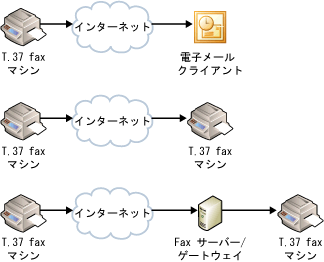 インターネット
T.37 fax
マシン
電子メール
クライアント
インターネット
T.37 fax
マシン
T.37 fax
マシン
インターネット
T.37 fax
マシン
Fax サーバー/
ゲートウェイ
T.37 fax
マシン